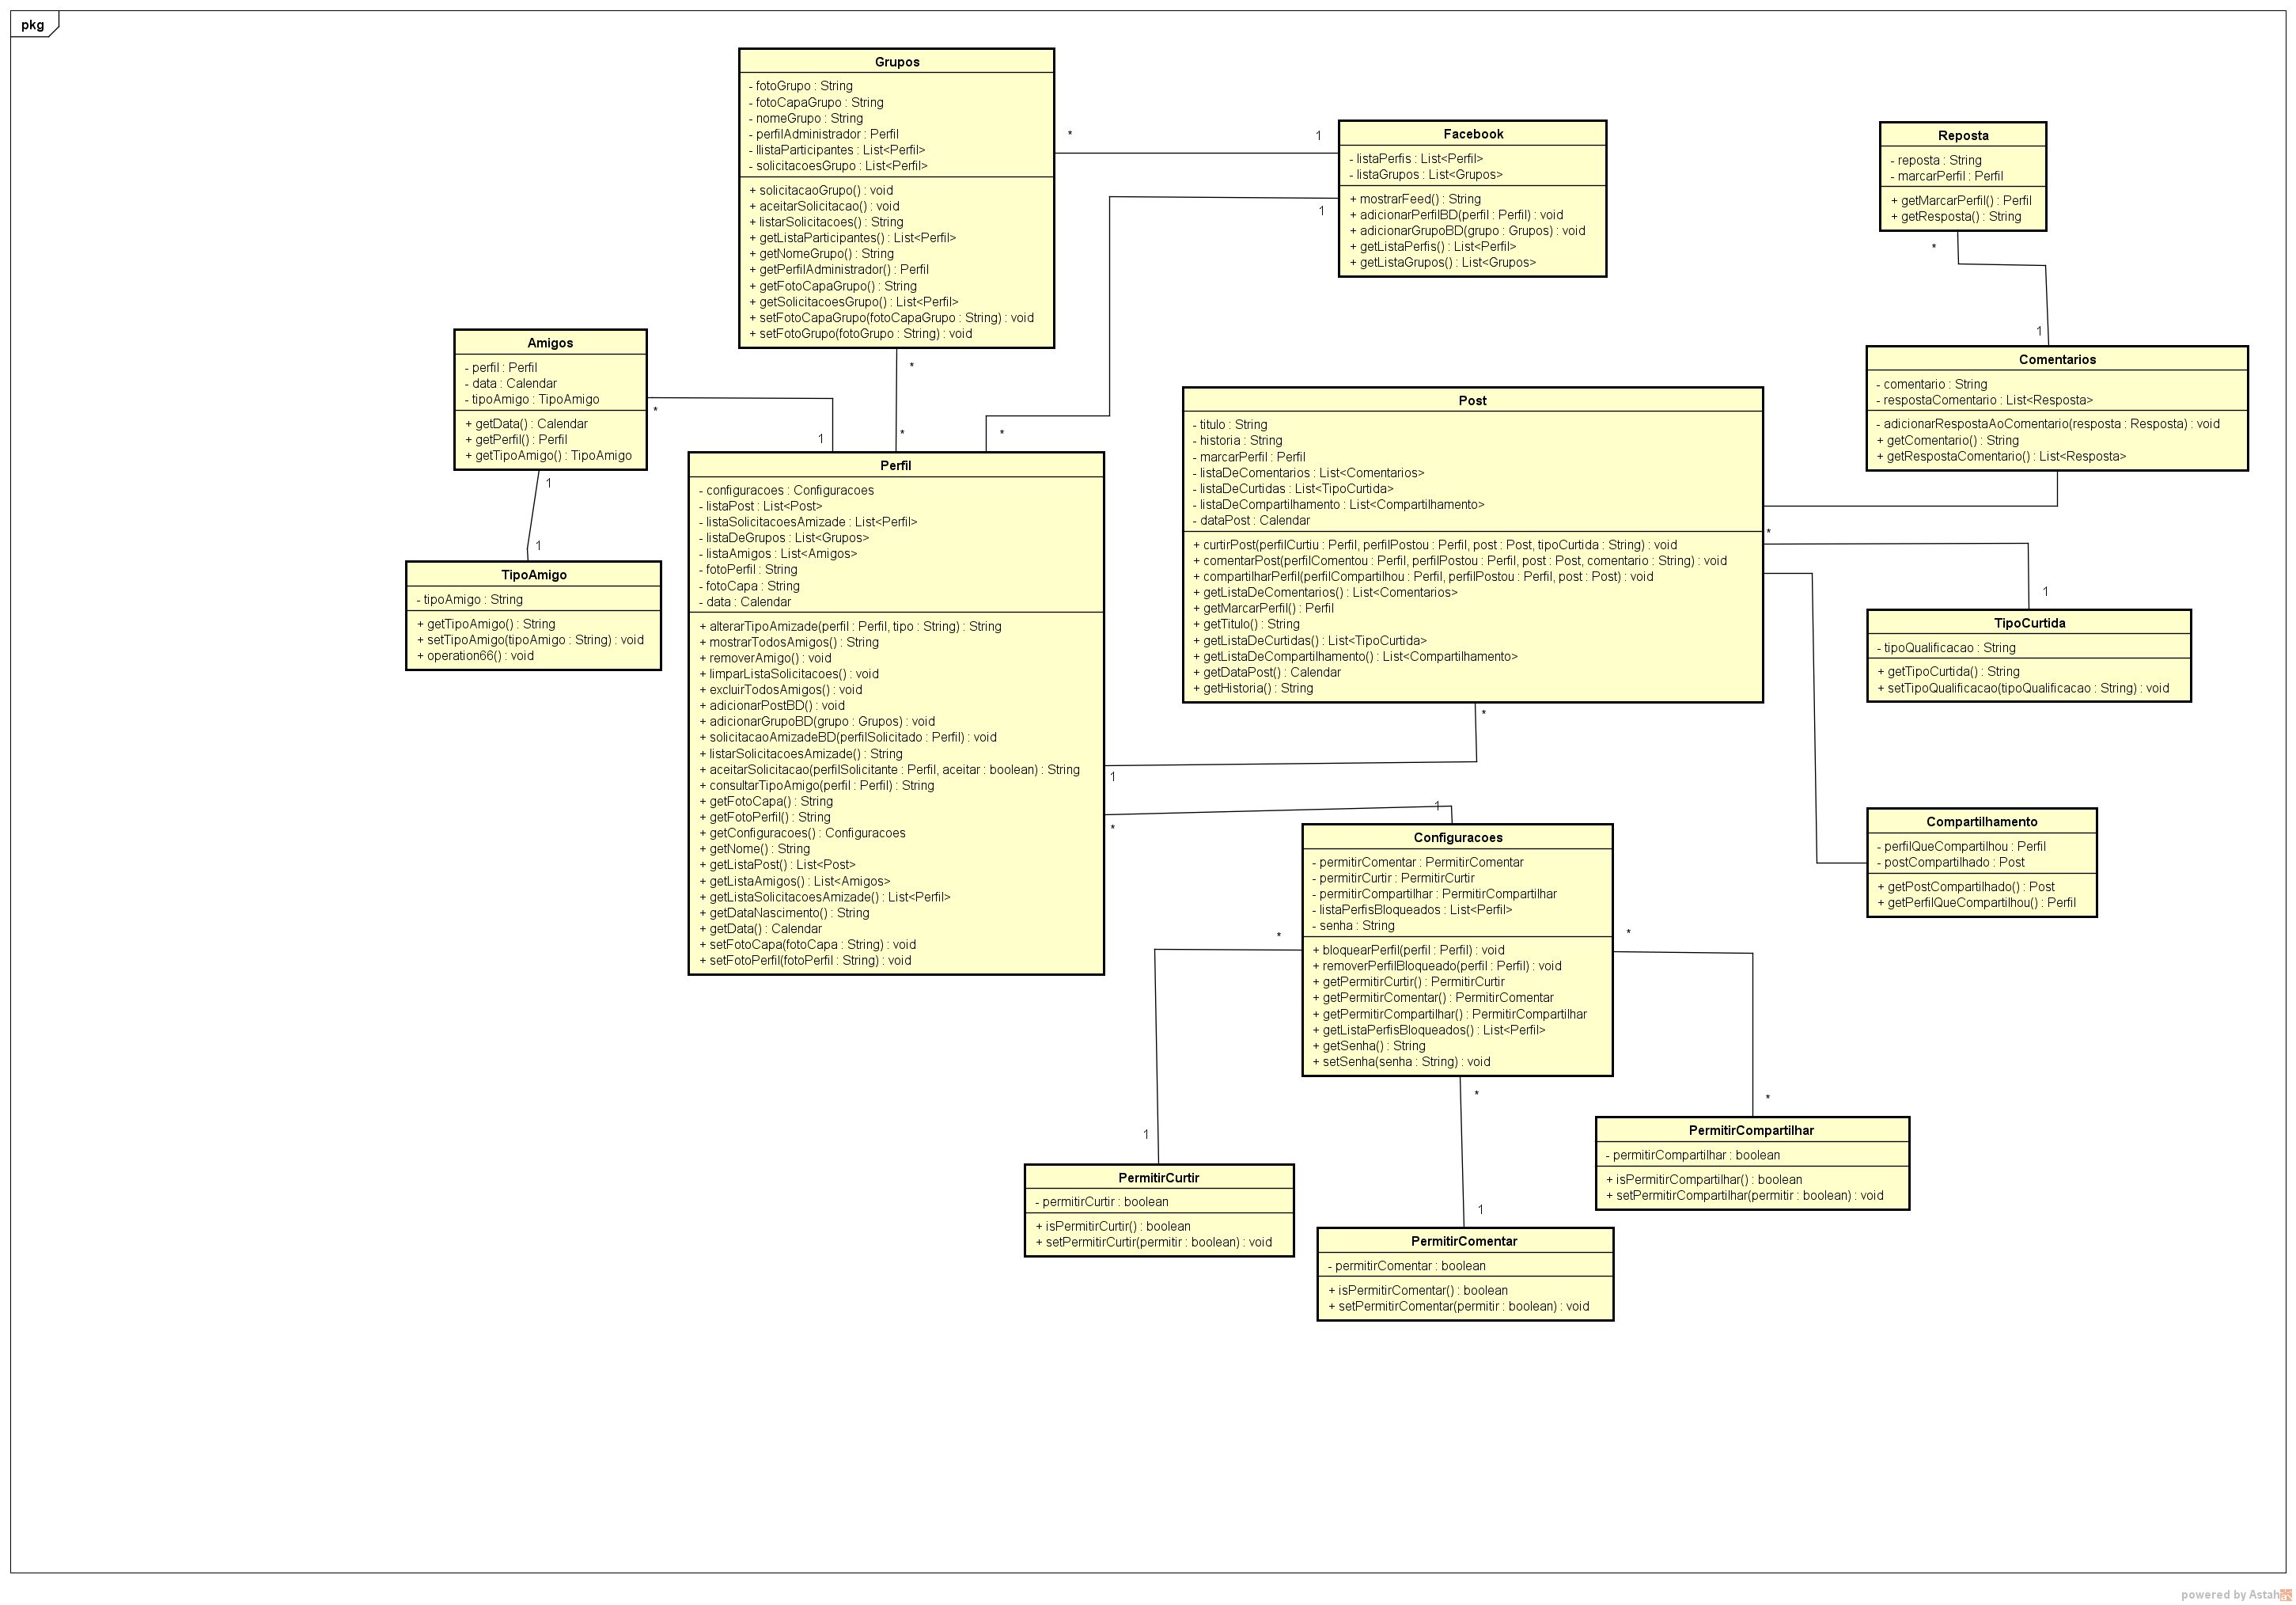 pkg
Grupos
- fotoGrupo : String
- fotoCapaGrupo : String
- nomeGrupo : String
- perfilAdministrador : Perfil
- llistaParticipantes : List<Perfil>
- solicitacoesGrupo : List<Perfil>
+ solicitacaoGrupo() : void
+ aceitarSolicitacao() : void
+ listarSolicitacoes() : String
+ getListaParticipantes() : List<Perfil>
+ getNomeGrupo() : String
+ getPerfilAdministrador() : Perfil
+ getFotoCapaGrupo() : String
+ getSolicitacoesGrupo() : List<Perfil>
+ setFotoCapaGrupo(fotoCapaGrupo : String) : void
+ setFotoGrupo(fotoGrupo : String) : void
*
1
Facebook
- listaPerfis : List<Perfil>
- listaGrupos : List<Grupos>
+ mostrarFeed() : String
+ adicionarPerfilBD(perfil : Perfil) : void
+ adicionarGrupoBD(grupo : Grupos) : void
+ getListaPerfis() : List<Perfil>
+ getListaGrupos() : List<Grupos>
1
Reposta
- reposta : String
- marcarPerfil : Perfil
+ getMarcarPerfil() : Perfil
+ getResposta() : String
*
1
Comentarios
- comentario : String
- respostaComentario : List<Resposta>
- adicionarRespostaAoComentario(resposta : Resposta) : void
+ getComentario() : String
+ getRespostaComentario() : List<Resposta>
Amigos
- perfil : Perfil
- data : Calendar
- tipoAmigo : TipoAmigo
+ getData() : Calendar
+ getPerfil() : Perfil
+ getTipoAmigo() : TipoAmigo
*
1
*
*
*
1
1
TipoAmigo
- tipoAmigo : String
+ getTipoAmigo() : String
+ setTipoAmigo(tipoAmigo : String) : void
+ operation66() : void
Perfil
- configuracoes : Configuracoes
- listaPost : List<Post>
- listaSolicitacoesAmizade : List<Perfil>
- listaDeGrupos : List<Grupos>
- listaAmigos : List<Amigos>
- fotoPerfil : String
- fotoCapa : String
- data : Calendar
+ alterarTipoAmizade(perfil : Perfil, tipo : String) : String
+ mostrarTodosAmigos() : String
+ removerAmigo() : void
+ limparListaSolicitacoes() : void
+ excluirTodosAmigos() : void
+ adicionarPostBD() : void
+ adicionarGrupoBD(grupo : Grupos) : void
+ solicitacaoAmizadeBD(perfilSolicitado : Perfil) : void
+ listarSolicitacoesAmizade() : String
+ aceitarSolicitacao(perfilSolicitante : Perfil, aceitar : boolean) : String
+ consultarTipoAmigo(perfil : Perfil) : String
+ getFotoCapa() : String
+ getFotoPerfil() : String
+ getConfiguracoes() : Configuracoes
+ getNome() : String
+ getListaPost() : List<Post>
+ getListaAmigos() : List<Amigos>
+ getListaSolicitacoesAmizade() : List<Perfil>
+ getDataNascimento() : String
+ getData() : Calendar
+ setFotoCapa(fotoCapa : String) : void
+ setFotoPerfil(fotoPerfil : String) : void
Post
- titulo : String
- historia : String
- marcarPerfil : Perfil
- listaDeComentarios : List<Comentarios>
- listaDeCurtidas : List<TipoCurtida>
- listaDeCompartilhamento : List<Compartilhamento>
- dataPost : Calendar
+ curtirPost(perfilCurtiu : Perfil, perfilPostou : Perfil, post : Post, tipoCurtida : String) : void
+ comentarPost(perfilComentou : Perfil, perfilPostou : Perfil, post : Post, comentario : String) : void
+ compartilharPerfil(perfilCompartilhou : Perfil, perfilPostou : Perfil, post : Post) : void
+ getListaDeComentarios() : List<Comentarios>
+ getMarcarPerfil() : Perfil
+ getTitulo() : String
+ getListaDeCurtidas() : List<TipoCurtida>
+ getListaDeCompartilhamento() : List<Compartilhamento>
+ getDataPost() : Calendar
+ getHistoria() : String
*
1
TipoCurtida
- tipoQualificacao : String
+ getTipoCurtida() : String
+ setTipoQualificacao(tipoQualificacao : String) : void
*
1
*
1
Compartilhamento
- perfilQueCompartilhou : Perfil
- postCompartilhado : Post
+ getPostCompartilhado() : Post
+ getPerfilQueCompartilhou() : Perfil
Configuracoes
- permitirComentar : PermitirComentar
- permitirCurtir : PermitirCurtir
- permitirCompartilhar : PermitirCompartilhar
- listaPerfisBloqueados : List<Perfil>
- senha : String
+ bloquearPerfil(perfil : Perfil) : void
+ removerPerfilBloqueado(perfil : Perfil) : void
+ getPermitirCurtir() : PermitirCurtir
+ getPermitirComentar() : PermitirComentar
+ getPermitirCompartilhar() : PermitirCompartilhar
+ getListaPerfisBloqueados() : List<Perfil>
+ getSenha() : String
+ setSenha(senha : String) : void
*
*
*
*
1
1
PermitirCurtir
- permitirCurtir : boolean
+ isPermitirCurtir() : boolean
+ setPermitirCurtir(permitir : boolean) : void
PermitirComentar
- permitirComentar : boolean
+ isPermitirComentar() : boolean
+ setPermitirComentar(permitir : boolean) : void
PermitirCompartilhar
- permitirCompartilhar : boolean
+ isPermitirCompartilhar() : boolean
+ setPermitirCompartilhar(permitir : boolean) : void
powered by Astah